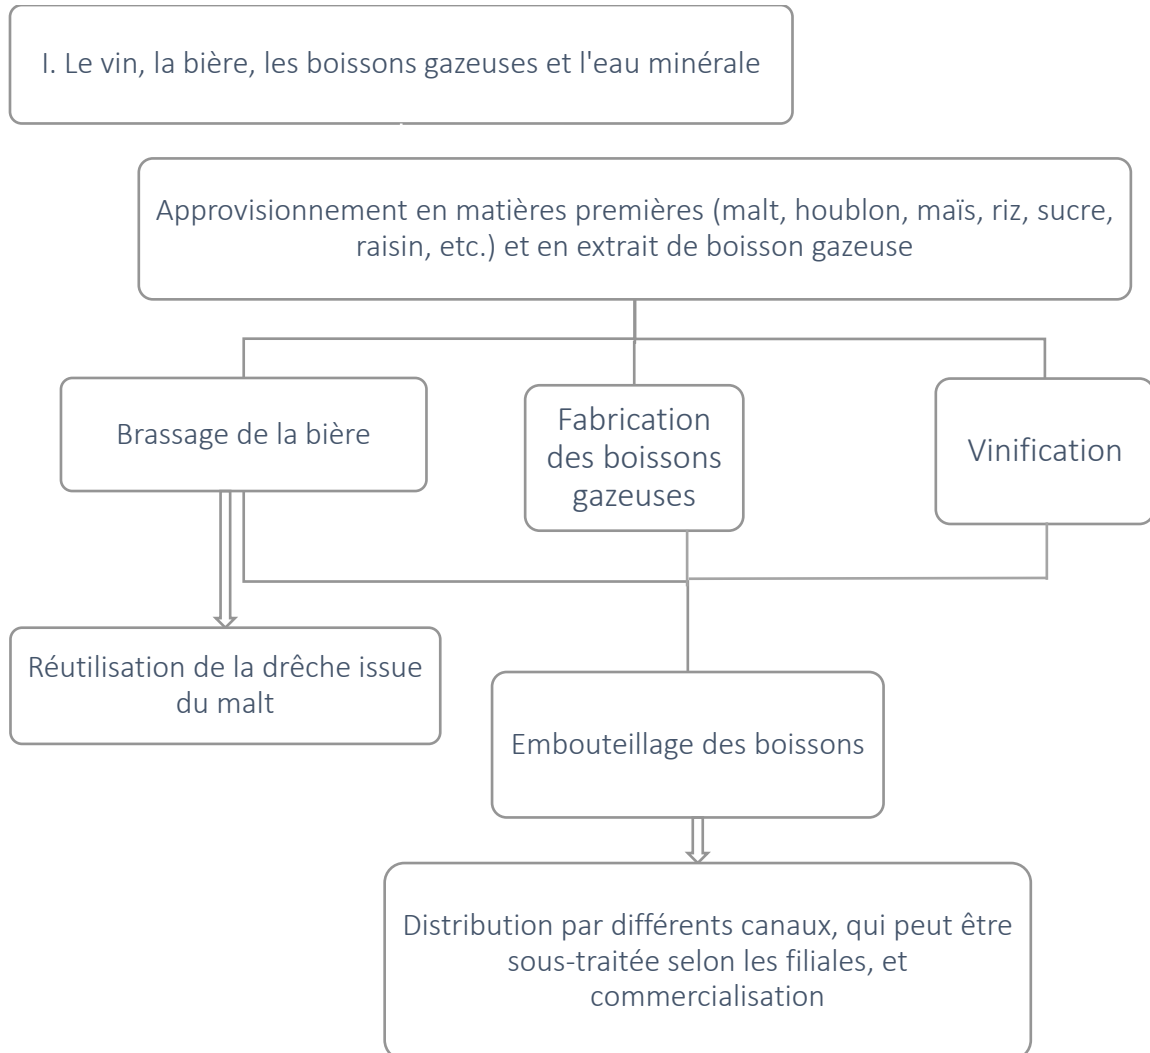 I. Le vin, la bière, les boissons gazeuses et l'eau minérale
Approvisionnement en matières premières (malt, houblon, maïs, riz, sucre,
raisin, etc.) et en extrait de boisson gazeuse
Brassage de la bière
Fabrication
des boissons
gazeuses
Vinification
Réutilisation de la drêche issue
du malt
Embouteillage des boissons
Distribution par différents canaux, qui peut être
sous-traitée selon les filiales, et
commercialisation